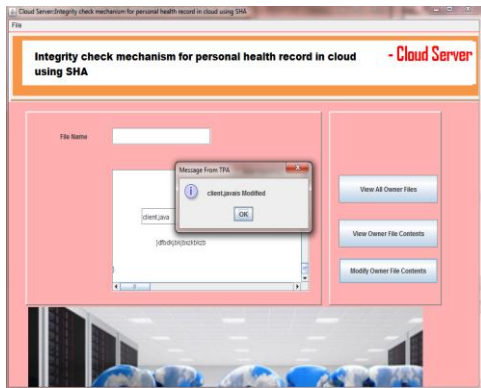 Cloud Server:Integrity check mechanism for personal health record in cloud using SHA
File
Integrity check mechanism for personal health record in cloud
using SHA
- Cloud Server
File Name
Message From TPA
client.javais Modified
OK
client.java
}
View All Owner Files
View Owner File Contents
Modify Owner File Contents